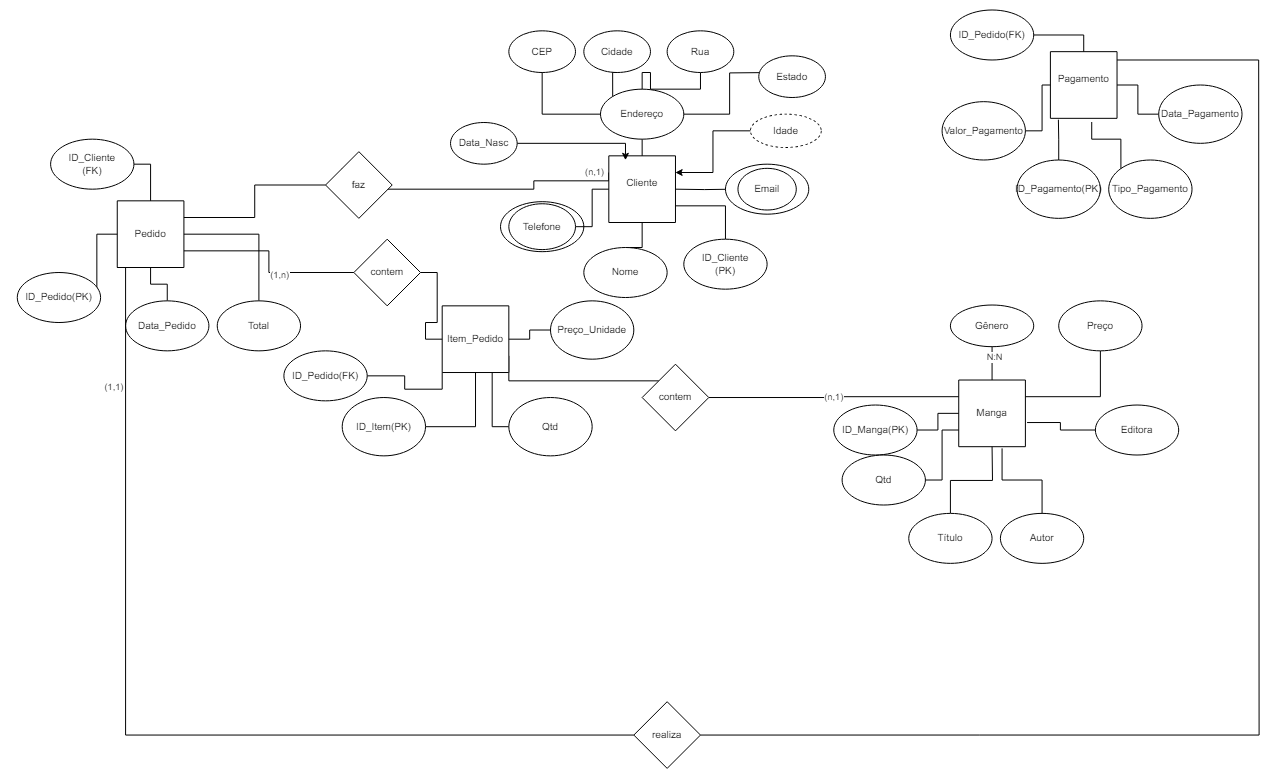 ID_Pedido(FK)
CEP
Cidade
Rua
Estado
Pagamento
Endereço
Data_Pagamento
Valor_Pagamento
Idade
Data_Nasc
ID_Cliente
(FK)
(n,1)
faz
Cliente
Email
D_Pagamento(PK
Tipo_Pagamento
Telefone
Pedido
ID_Cliente
(PK)
contem
(1,n)
Nome
ID_Pedido(PK)
Data_Pedido
Total
Item_Pedido
Preço_Unidade
Gênero
Preço
N:N
ID_Pedido(FK)
(1,1)
contem
(n,1)
Manga
ID_Item(PK)
Qtd
ID_Manga(PK)
Editora
Qtd
Título
Autor
realiza